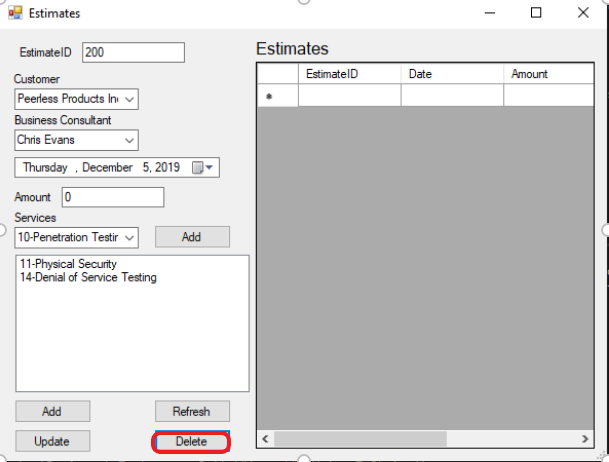 Estimates
EstimateID 200
Customer
Peerless Products In
Business Consultant
Chris Evans
Thursday , December 5, 2019
Amount 0
Services
10-Penetration Testir
Add
11-Physical Security
14-Denial of Service Testing
Add
Refresh
Update
Delete
Estimates
EstimateID Date Amount